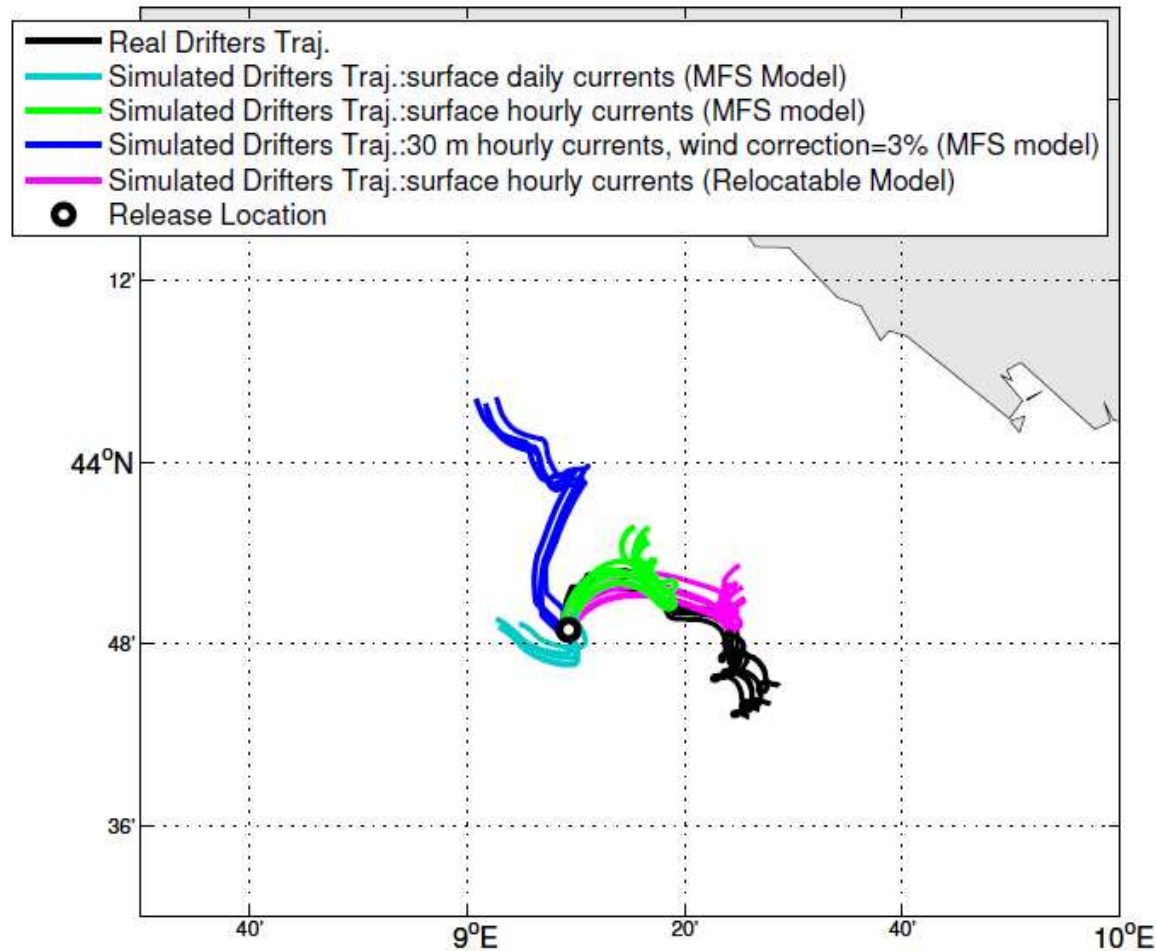 Real Drifters Traj.
Simulated Drifters Traj.:surface daily currents (MFS Model)
Simulated Drifters Traj.:surface hourly currents (MFS model)
Simulated Drifters Traj.:30 m hourly currents, wind correction=3% (MFS model)
Simulated Drifters Traj.:surface hourly currents (Relocatable Model)
Release Location
12'
44°N
48'
36'
40' 9°E 20' 40' 10°E